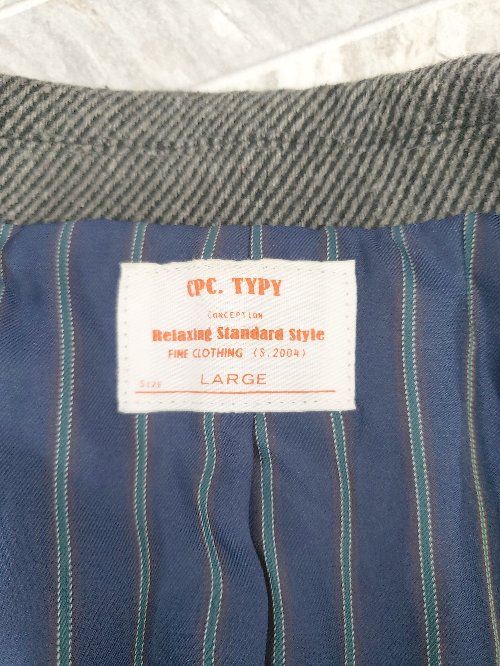 CPC. TYPY
CONCEPTION
Relaxing Standard Style
FINE CLOTHING (S.2004)
SIZE LARGE